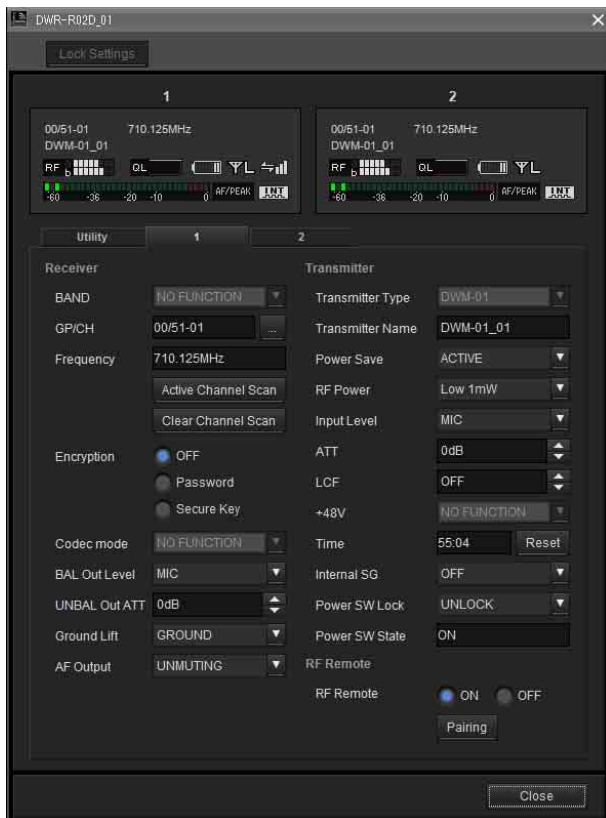 DWR-R02D_01
Lock Settings
1
00/51-01 710.125MHz
DWM-01_01
RF b QL L
-60 -36 -20 -10 0 AF/PEAK INT
2
00/51-01 710.125MHz
DWM-01_01
RF b QL L
-60 -36 -20 -10 0 AF/PEAK INT
Utility 1 2
Receiver
BAND NO FUNCTION
GP/CH 00/51-01 ...
Frequency 710.125MHz
Active Channel Scan
Clear Channel Scan
Encryption OFF
Password
Secure Key
Codec mode NO FUNCTION
BAL Out Level MIC
UNBAL Out ATT 0dB
Ground Lift GROUND
AF Output UNMUTING
Transmitter
Transmitter Type DWM-01
Transmitter Name DWM-01_01
Power Save ACTIVE
RF Power Low 1mW
Input Level MIC
ATT 0dB
LCF OFF
+48V NO FUNCTION
Time 55:04 Reset
Internal SG OFF
Power SW Lock UNLOCK
Power SW State ON
RF Remote
RF Remote ON OFF
Pairing
Close